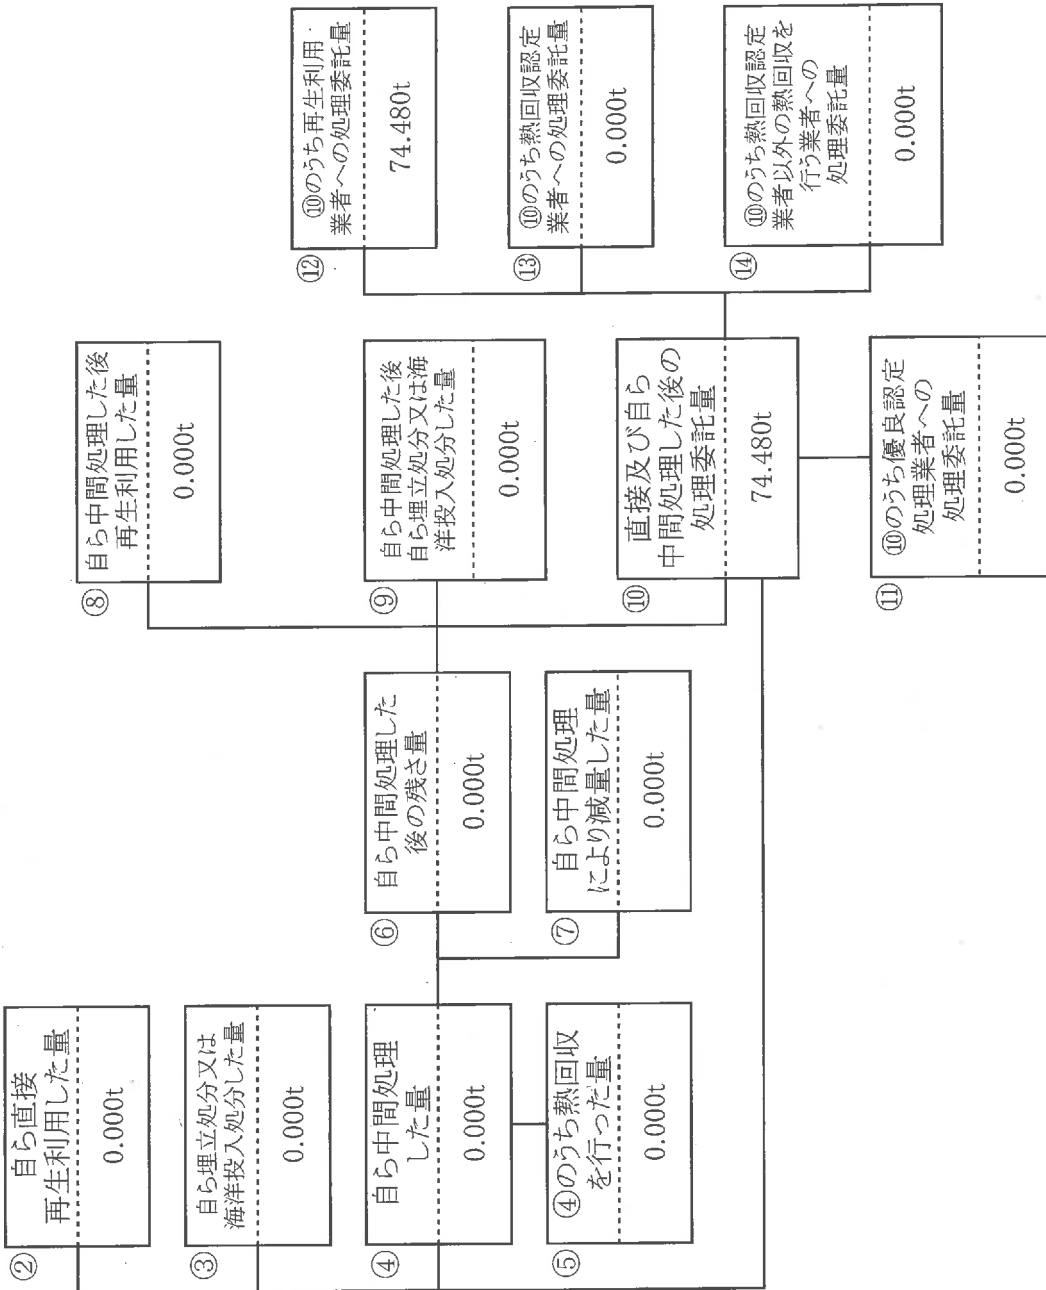 ②
自ら直接
再生利用した量
0.000t
③
自ら埋立処分又は
海洋投入処分した量
0.000t
④
自ら中間処理
した量
0.000t
⑤
④のうち熱回収
を行った量
0.000t
⑥
自ら中間処理した
後の残さ量
0.000t
⑦
自ら中間処理
により減量した量
0.000t
⑧
自ら中間処理した後
再生利用した量
0.000t
⑨
自ら中間処理した後
自ら埋立処分又は海
洋投入処分した量
0.000t
⑩
直接及び自ら
中間処理した後の
処理委託量
74.480t
⑪
⑩のうち優良認定
処理業者への
処理委託量
0.000t
⑫
⑩のうち再生利用
業者への処理委託量
74.480t
⑬
⑩のうち熱回収認定
業者への処理委託量
0.000t
⑭
⑩のうち熱回収認定
業者以外の熱回収を
行う業者への
処理委託量
0.000t